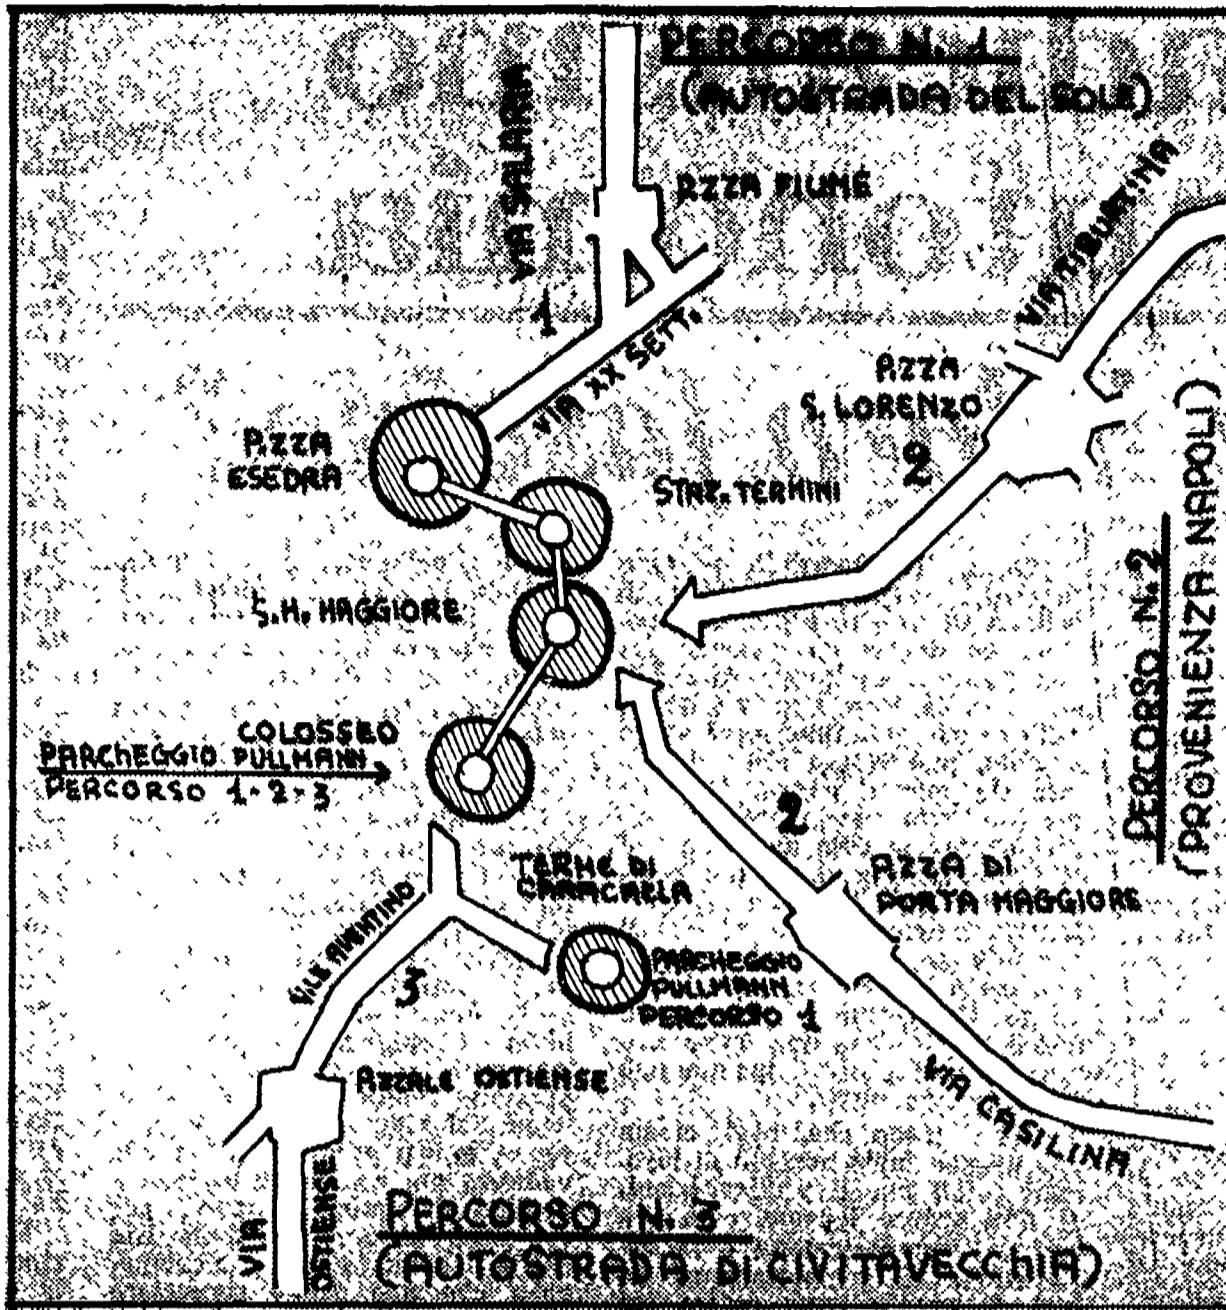 PERCORSO N. 1
(AUTOSTRADA DEL SOLE)
VIA SALARIA
P.ZZA FIUME
VIA TIBURTINA
1
VIA XX SETT.
P.ZZA
S. LORENZO
2
P.ZZA
ESEDRA
STAZ. TERMINI
PERCORSO N. 2
(PROVENIENZA NAPOLI)
S.M. MAGGIORE
COLOSSEO
PARCHEGGIO PULLMANN
PERCORSO 1-2-3
2
TERME DI
CARACALLA
P.ZZA DI
PORTA MAGGIORE
V.LE AVENTINO
3
PARCHEGGIO
PULLMANN
PERCORSO 1
P.ZZALE OSTIENSE
VIA CASILINA
VIA
OSTIENSE
PERCORSO N. 3
(AUTOSTRADA DI CIVITAVECCHIA)